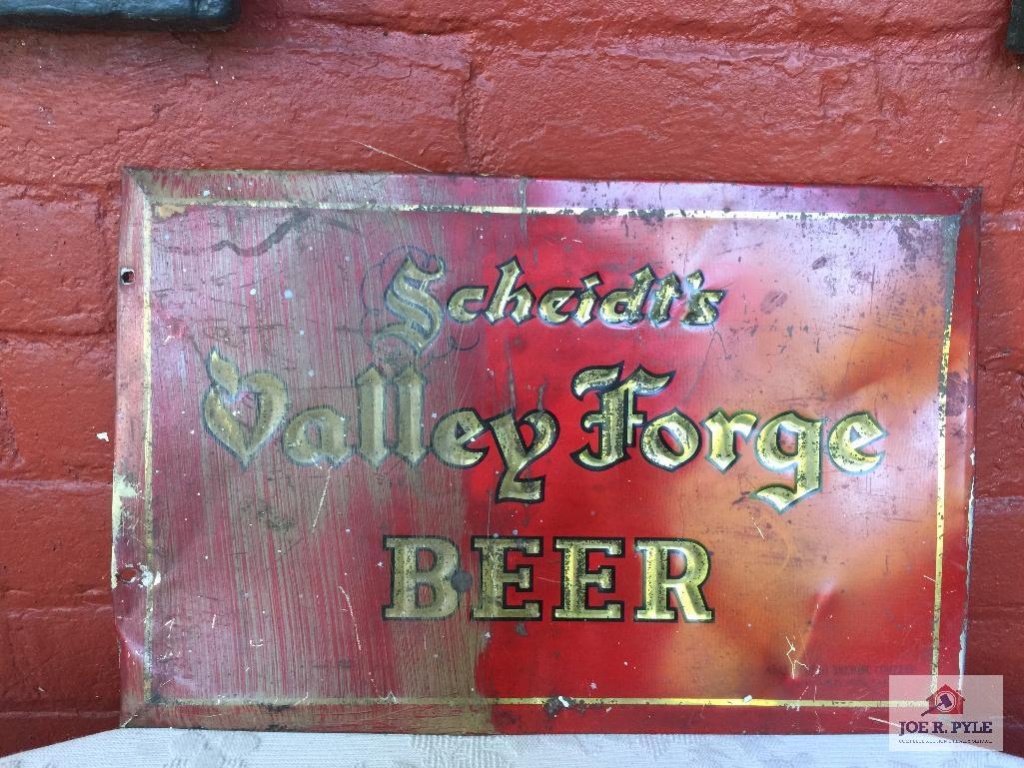 Scheidt's
Valley Forge
BEER
JOE R. PYLE